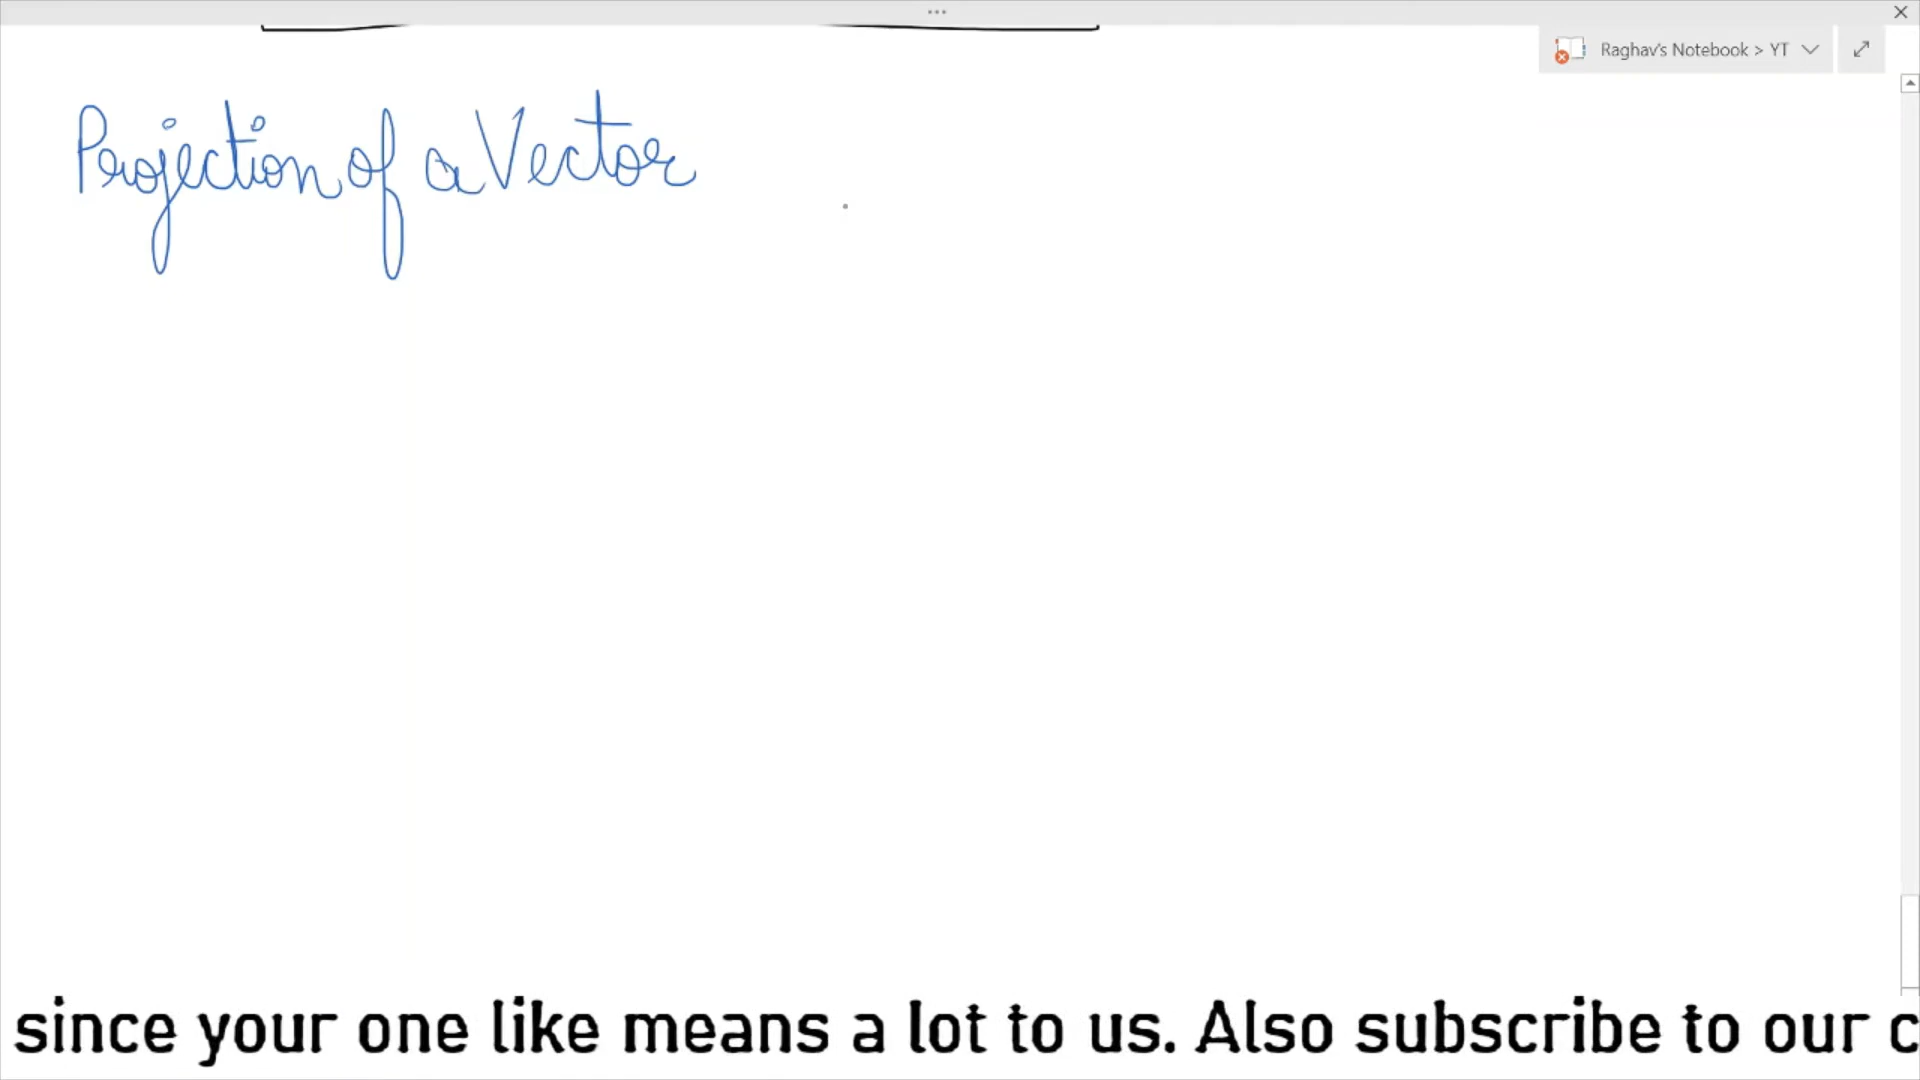 Raghav's Notebook > YT
Projection of a Vector
since your one like means a lot to us. Also subscribe to our c